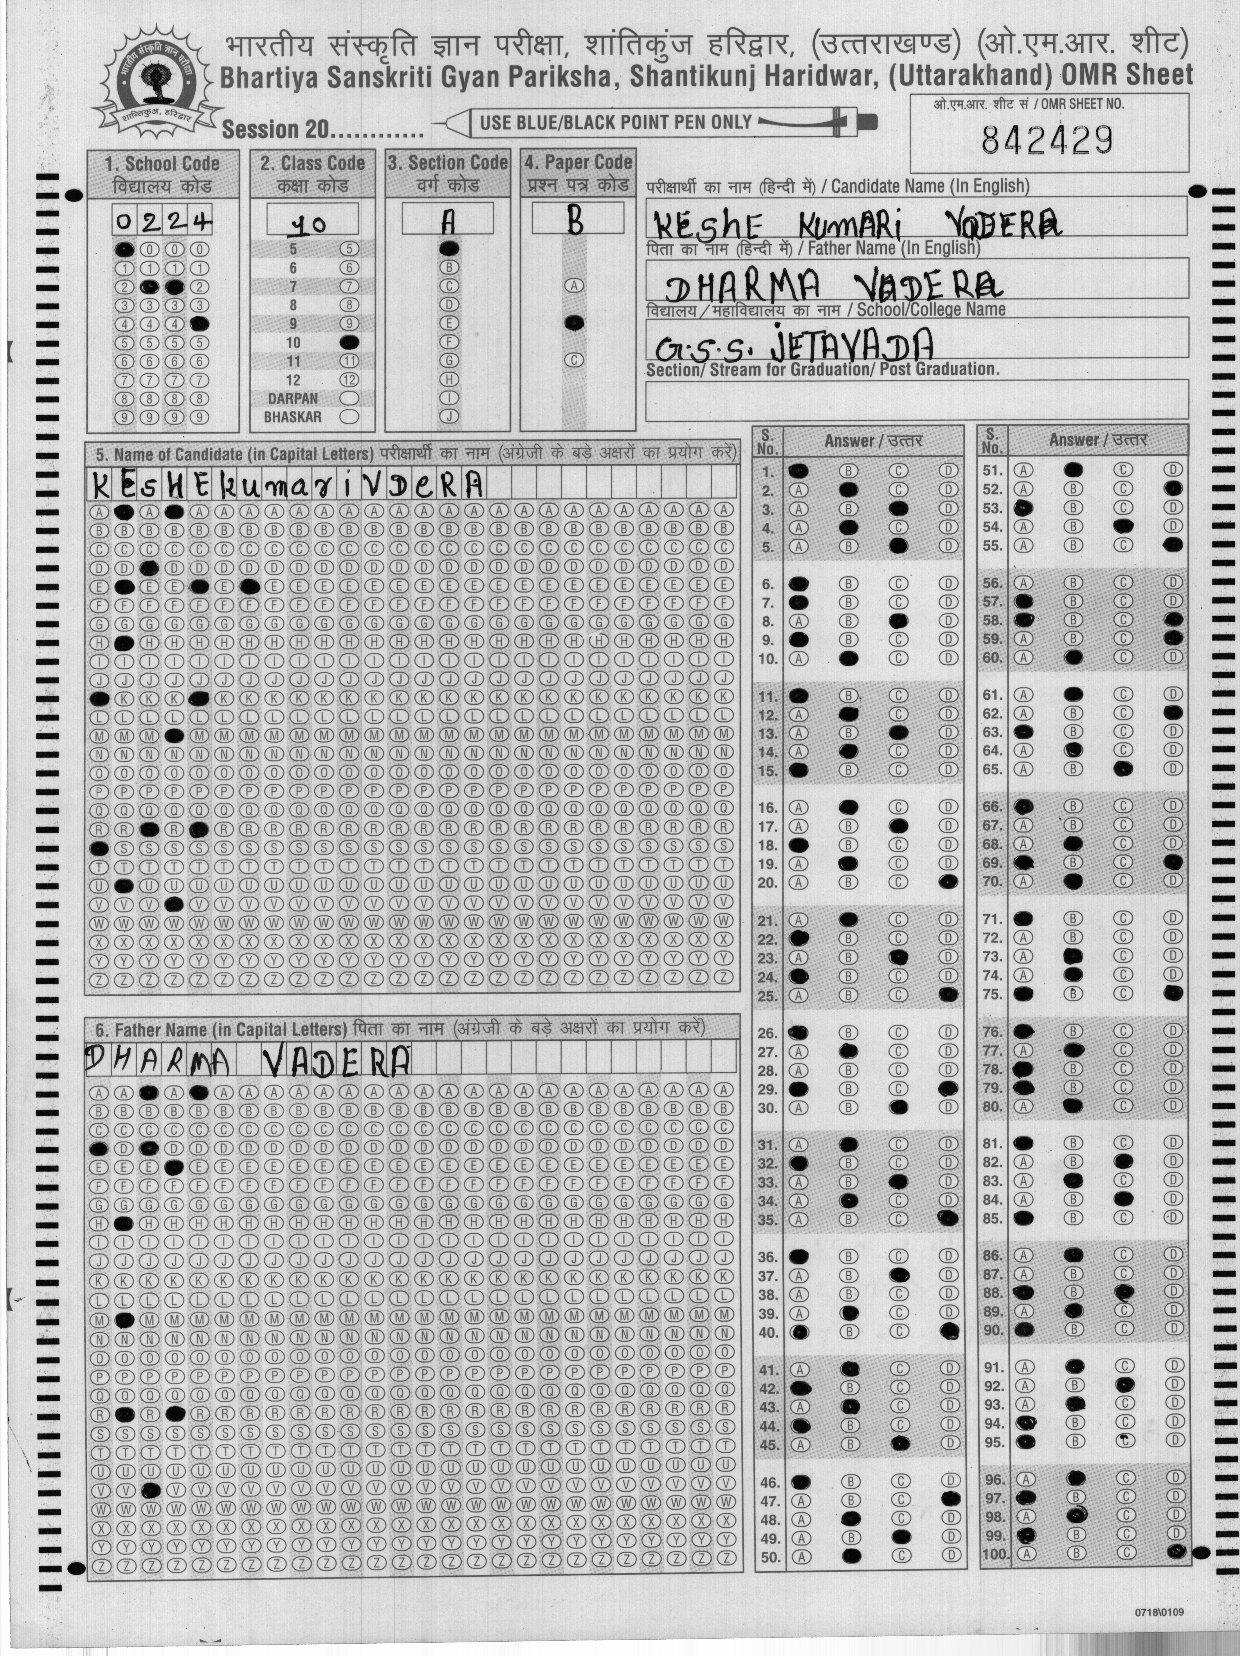 भारतीय संस्कृति ज्ञान परीक्षा, शांतिकुंज हरिद्वार, (उत्तराखण्ड) (ओ.एम.आर. शीट)
Bhartiya Sanskriti Gyan Pariksha, Shantikunj Haridwar, (Uttarakhand) OMR Sheet
Session 20............ USE BLUE/BLACK POINT PEN ONLY
ओ.एम.आर. शीट सं / OMR SHEET NO.
842429
1. School Code
विद्यालय कोड
0224
2. Class Code
कक्षा कोड
10
5
6
7
8
9
10
11
12
DARPAN
BHASKAR
3. Section Code
वर्ग कोड
A
4. Paper Code
प्रश्न पत्र कोड
B
परीक्षार्थी का नाम (हिन्दी में) / Candidate Name (In English)
KEShE KumARi VADERA
पिता का नाम (हिन्दी में) / Father Name (In English)
DHARMA VADERA
विद्यालय/महाविद्यालय का नाम / School/College Name
G.S.S. JETAVADA
Section/ Stream for Graduation/ Post Graduation.
5. Name of Candidate (in Capital Letters) परीक्षार्थी का नाम (अंग्रेजी के बड़े अक्षरों का प्रयोग करें)
KEsHEkumariVDeRA
6. Father Name (in Capital Letters) पिता का नाम (अंग्रेजी के बड़े अक्षरों का प्रयोग करें)
DHARMA VADERA
S. No. Answer / उत्तर
S. No. Answer / उत्तर
0718\0109